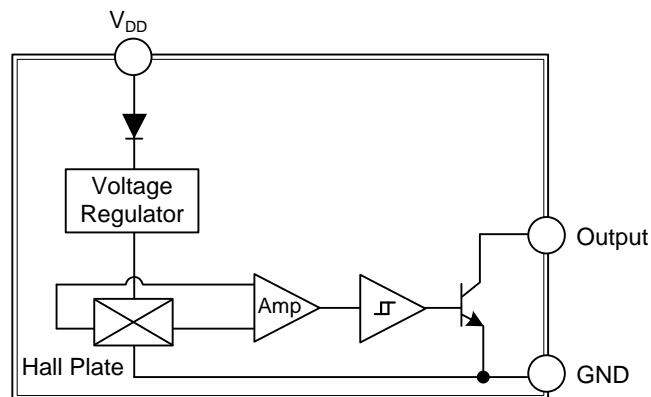 VDD
Voltage
Regulator
Output
Amp
Hall Plate
GND